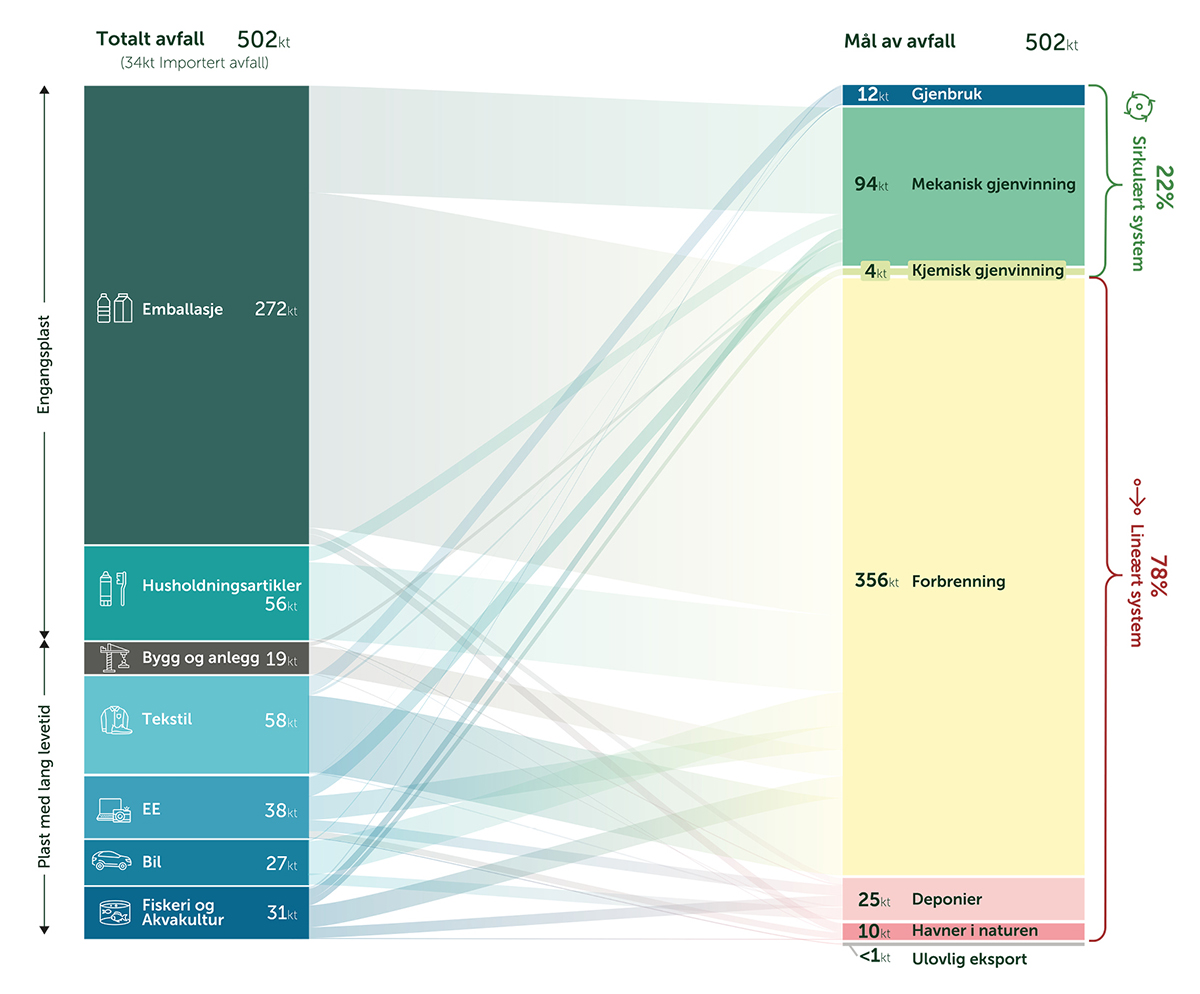 Totalt avfall 502kt
(34kt Importert avfall)
Mål av avfall 502kt
Engangsplast
Plast med lang levetid
Emballasje 272kt
Husholdningsartikler
56kt
Bygg og anlegg 19kt
Tekstil 58kt
EE 38kt
Bil 27kt
Fiskeri og
Akvakultur 31kt
12kt Gjenbruk
94kt Mekanisk gjenvinning
4kt Kjemisk gjenvinning
356kt Forbrenning
25kt Deponier
10kt Havner i naturen
<1kt Ulovlig eksport
22%
Sirkulært system
78%
Lineært system